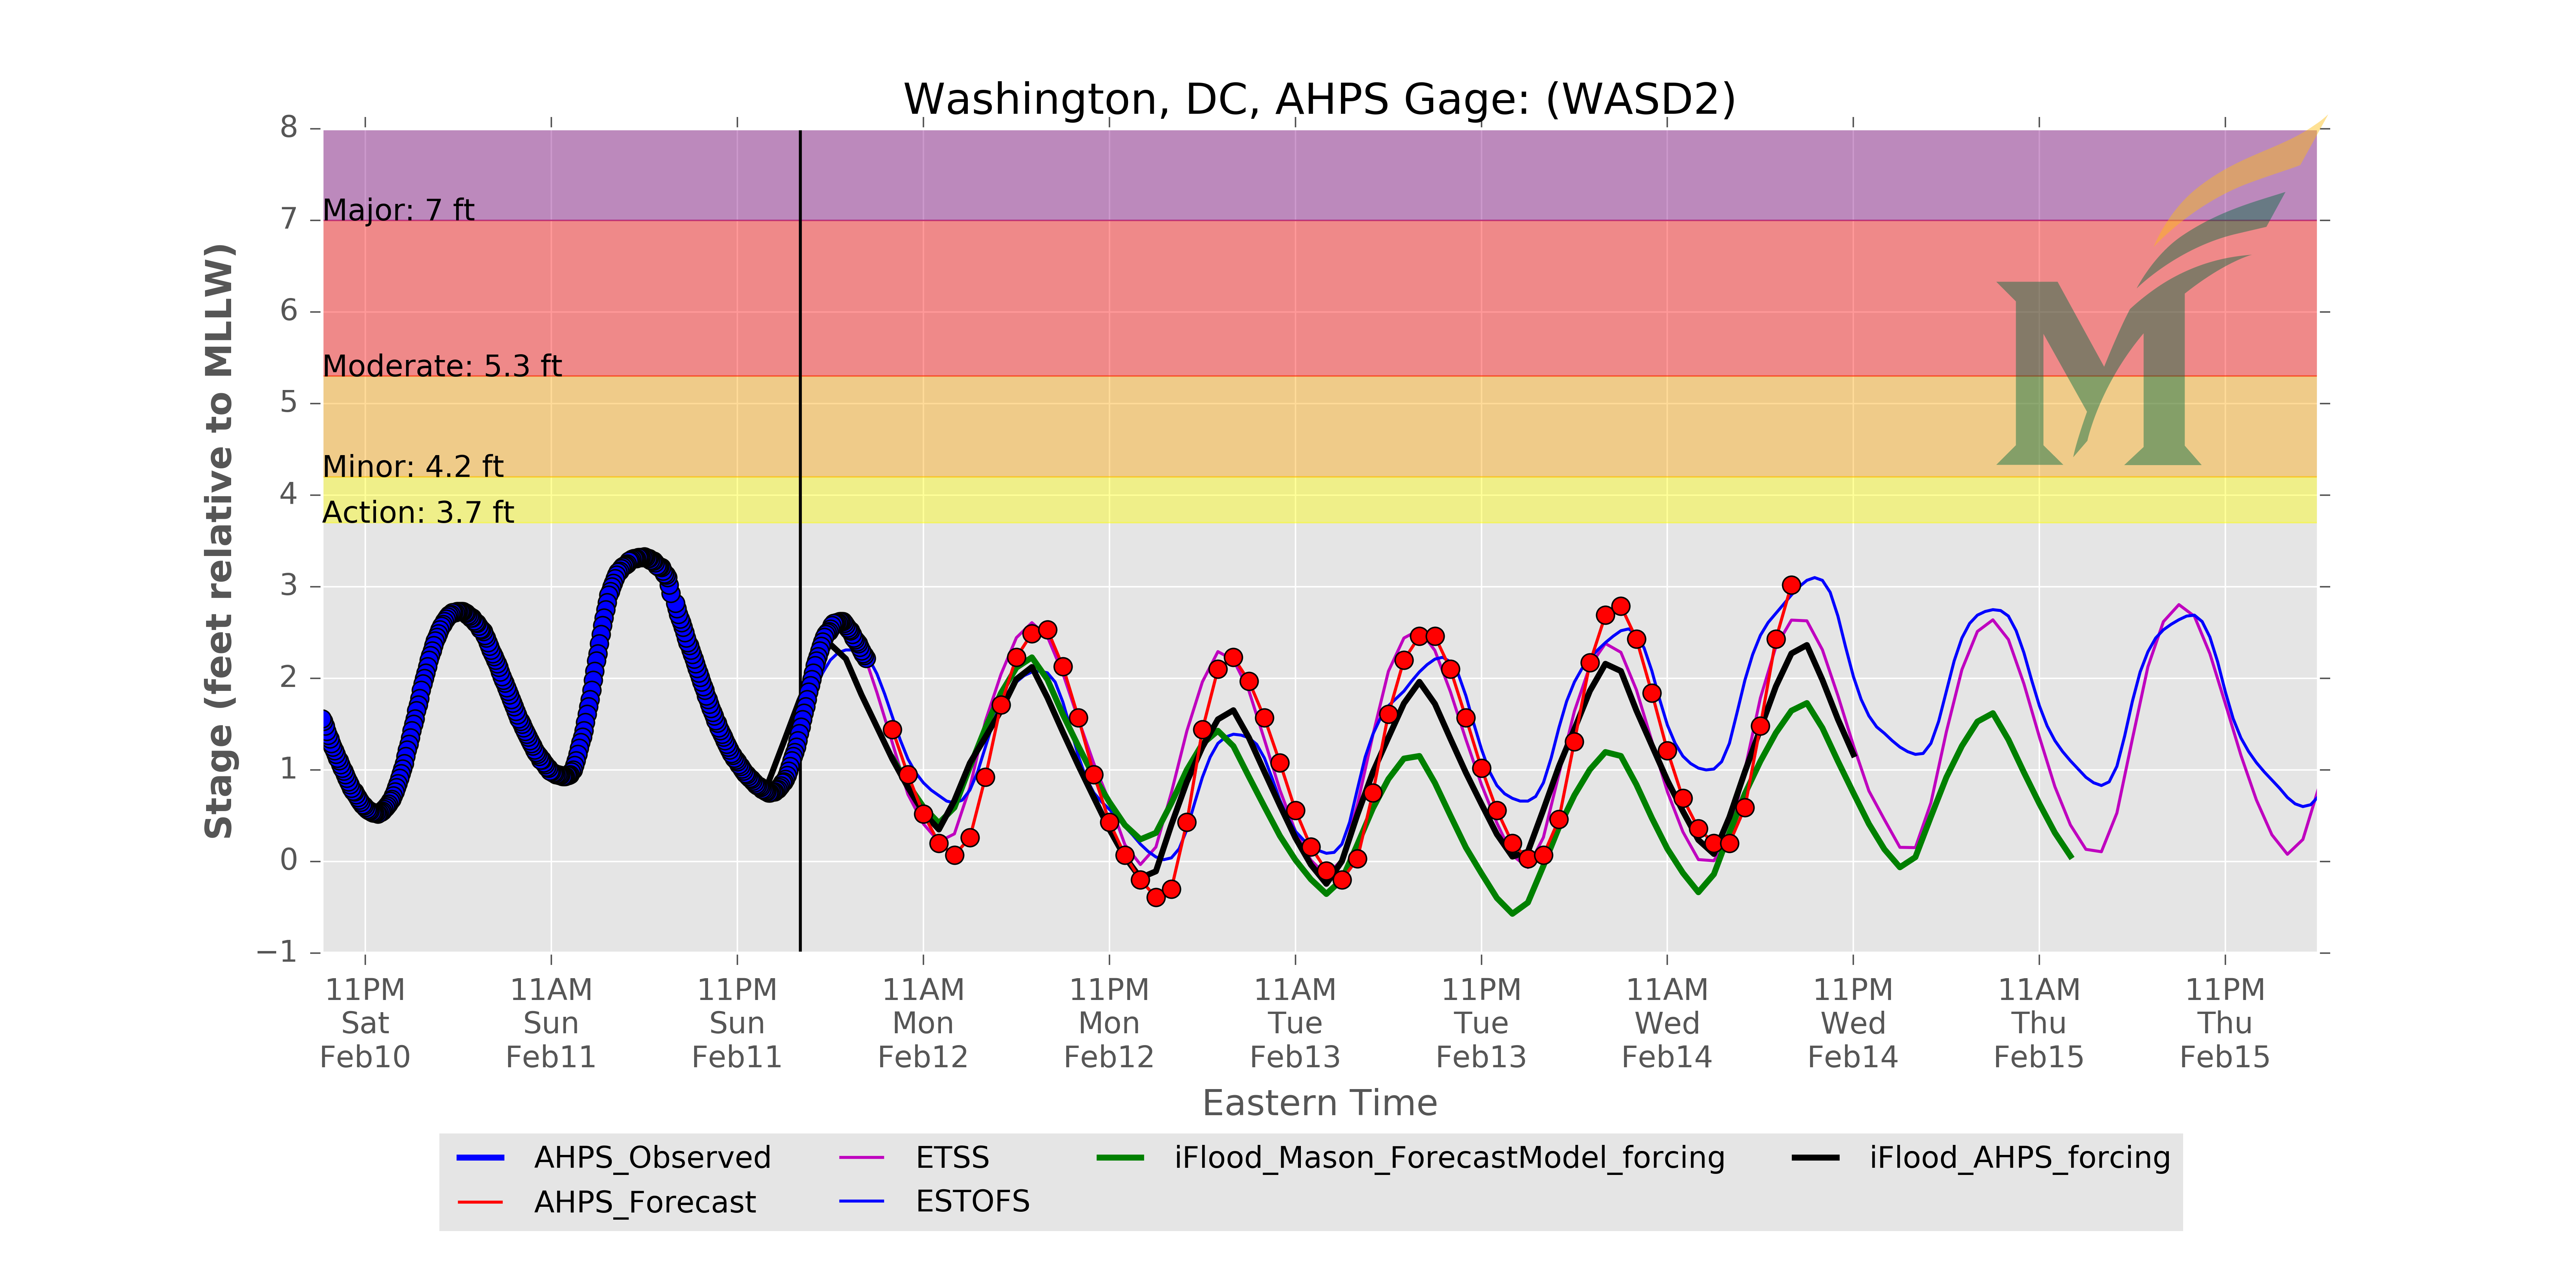 Washington, DC, AHPS Gage: (WASD2)
8
7
6
5
4
3
2
1
0
−1
Stage (feet relative to MLLW)
Major: 7 ft
Moderate: 5.3 ft
Minor: 4.2 ft
Action: 3.7 ft
M
11PM 11AM 11PM 11AM 11PM 11AM 11PM 11AM 11PM 11AM 11PM
Sat Sun Sun Mon Mon Tue Tue Wed Wed Thu Thu
Feb10 Feb11 Feb11 Feb12 Feb12 Feb13 Feb13 Feb14 Feb14 Feb15 Feb15
Eastern Time
AHPS_Observed ETSS iFlood_Mason_ForecastModel_forcing iFlood_AHPS_forcing
AHPS_Forecast ESTOFS